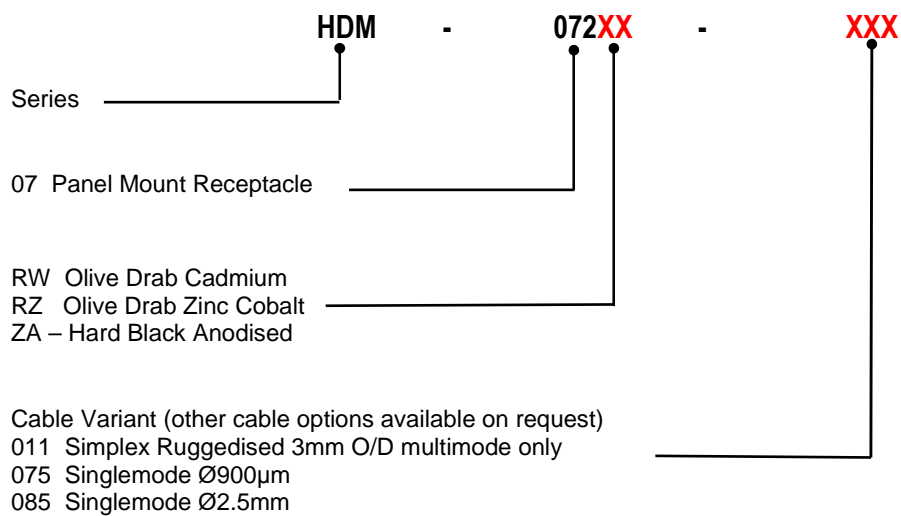 HDM - 072XX - XXX
Series
07 Panel Mount Receptacle
RW Olive Drab Cadmium
RZ Olive Drab Zinc Cobalt
ZA – Hard Black Anodised
Cable Variant (other cable options available on request)
011 Simplex Ruggedised 3mm O/D multimode only
075 Singlemode Ø900µm
085 Singlemode Ø2.5mm